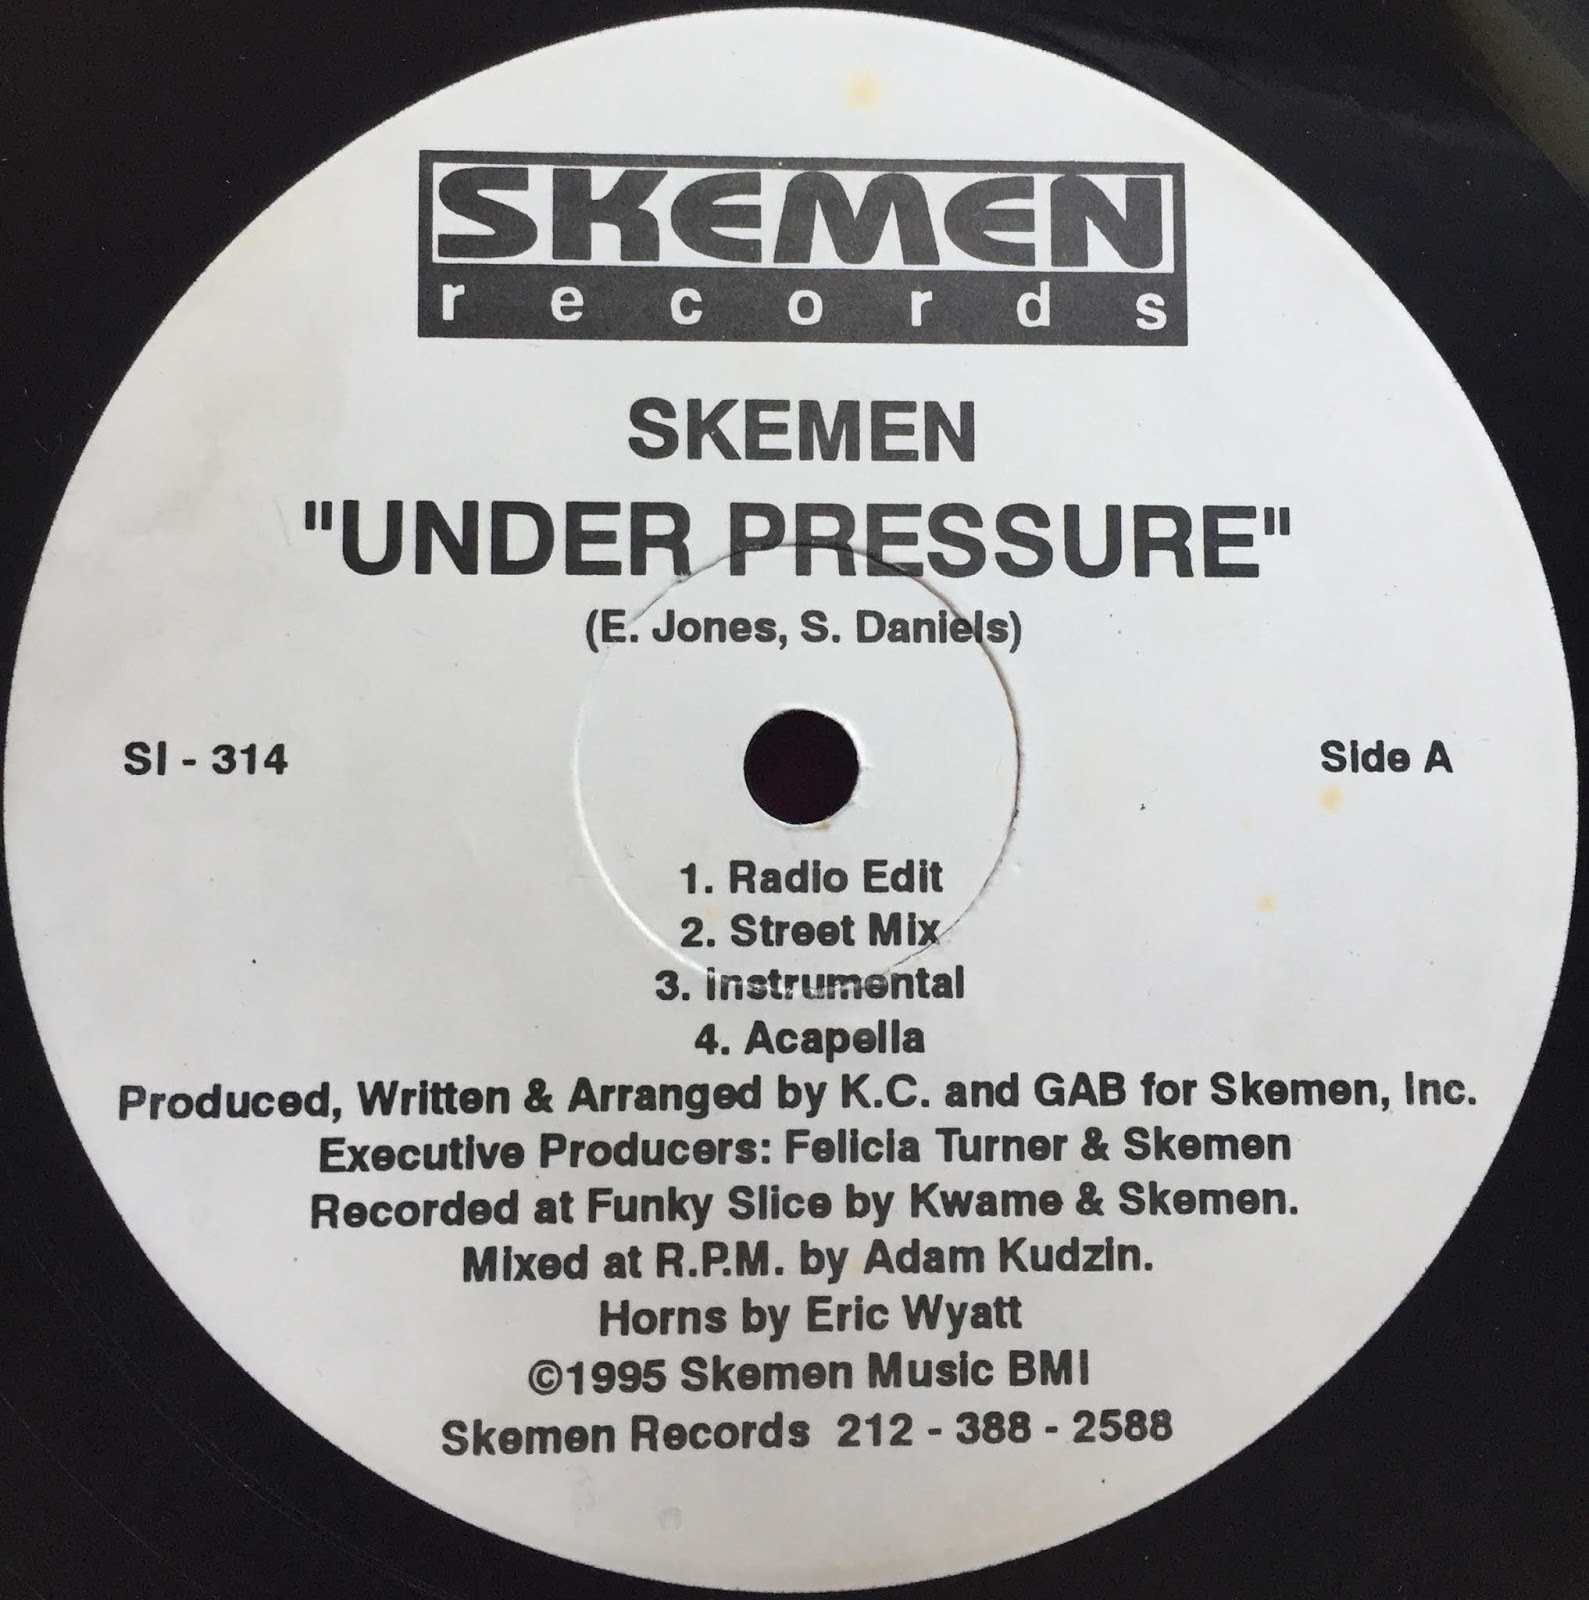 SKEMEN
records
SKEMEN
"UNDER PRESSURE"
(E. Jones, S. Daniels)
SI - 314
Side A
1. Radio Edit
2. Street Mix
3. Instrumental
4. Acapella
Produced, Written & Arranged by K.C. and GAB for Skemen, Inc.
Executive Producers: Felicia Turner & Skemen
Recorded at Funky Slice by Kwame & Skemen.
Mixed at R.P.M. by Adam Kudzin.
Horns by Eric Wyatt
©1995 Skemen Music BMI
Skemen Records 212 - 388 - 2588